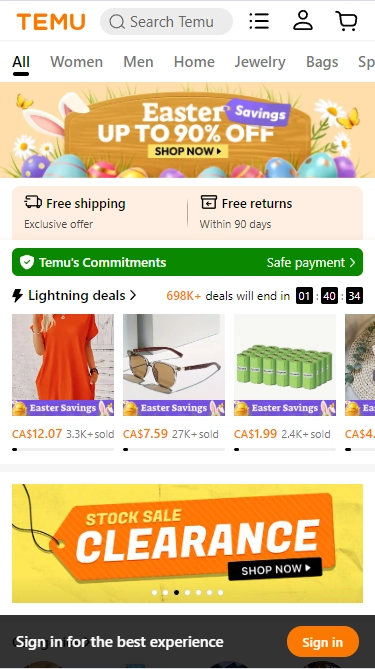 TEMU
Search Temu
All Women Men Home Jewelry Bags Sp
Easter Savings
UP TO 90% OFF
SHOP NOW
Free shipping
Exclusive offer
Free returns
Within 90 days
Temu's Commitments
Safe payment
Lightning deals
698K+ deals will end in 01 : 40 : 34
Easter Savings
Easter Savings
Easter Savings
Easter
CA$12.07 3.3K+sold
CA$7.59 27K+sold
CA$1.99 2.4K+sold
CA$4.
STOCK SALE
CLEARANCE
SHOP NOW
Sign in for the best experience
Sign in